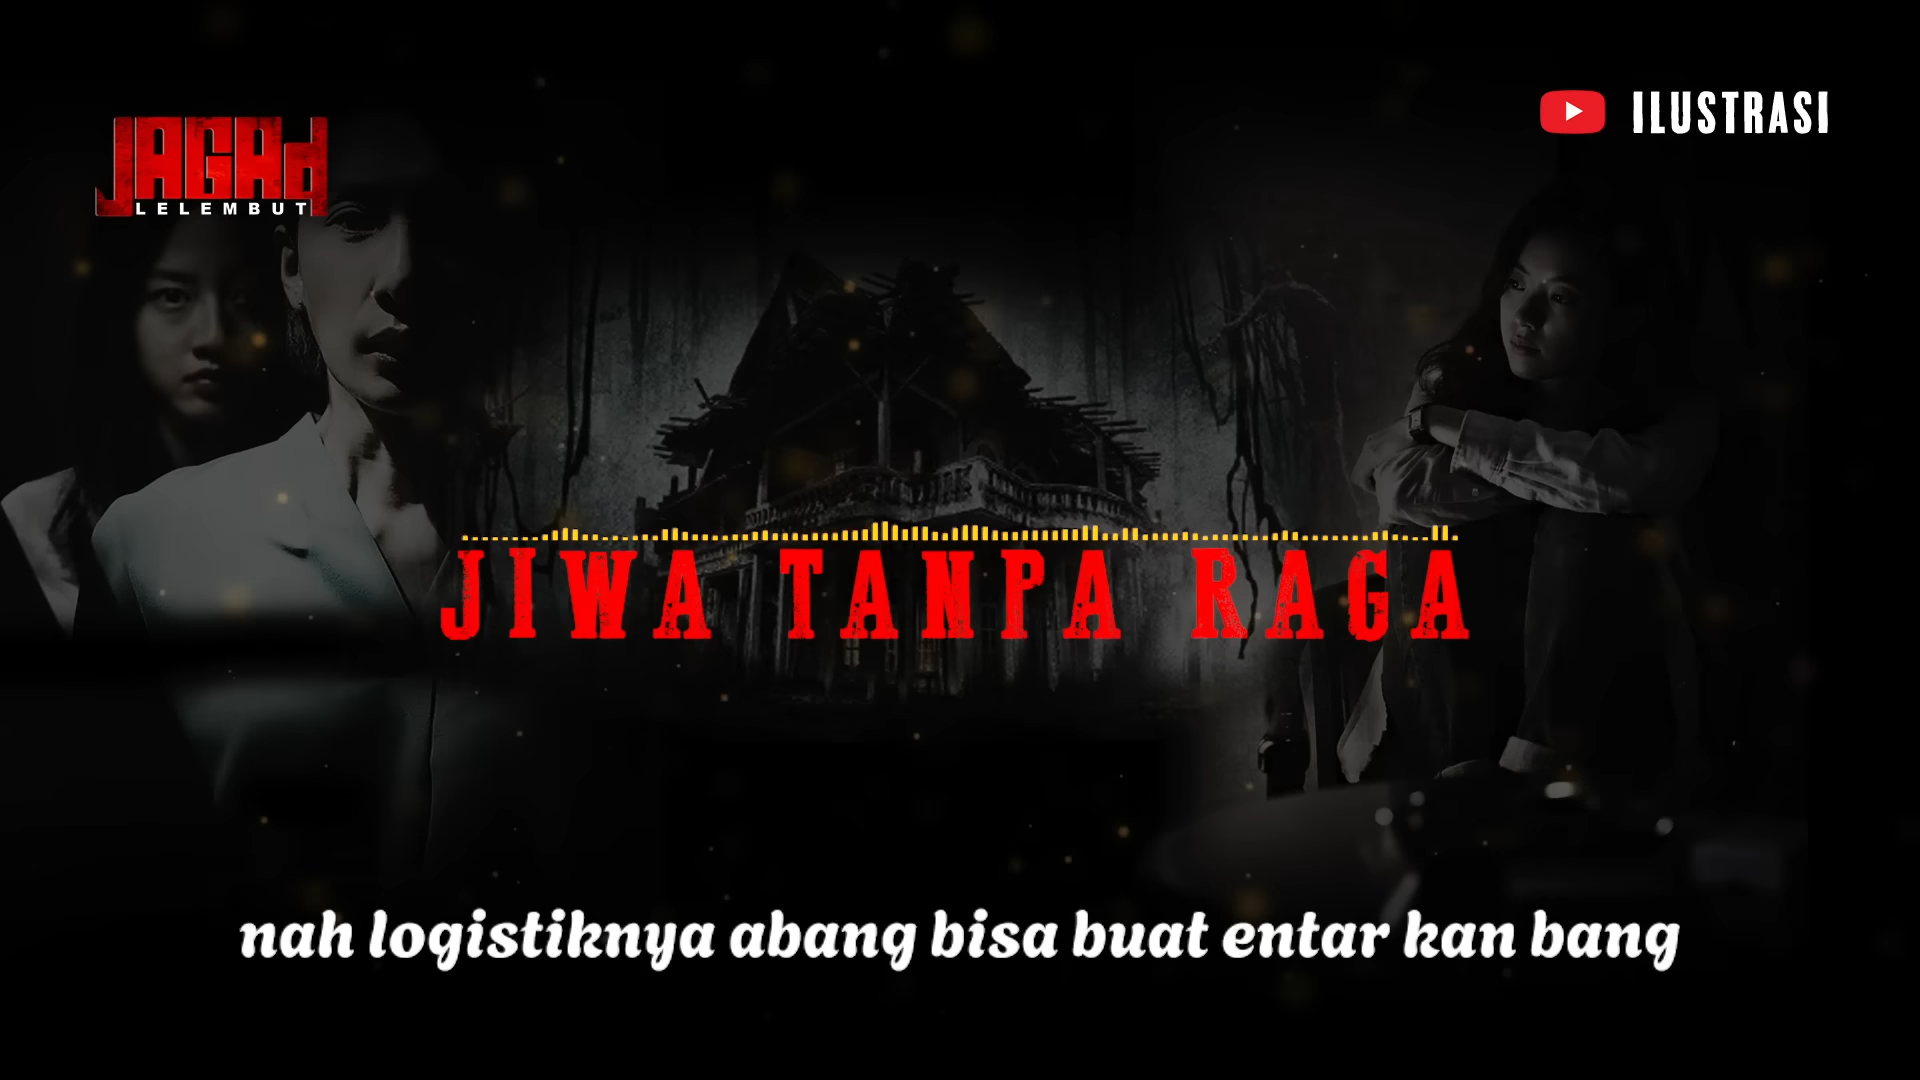 JAGAd
LELEMBUT
ILUSTRASI
JIWA TANPA RAGA
nah logistiknya abang bisa buat entar kan bang